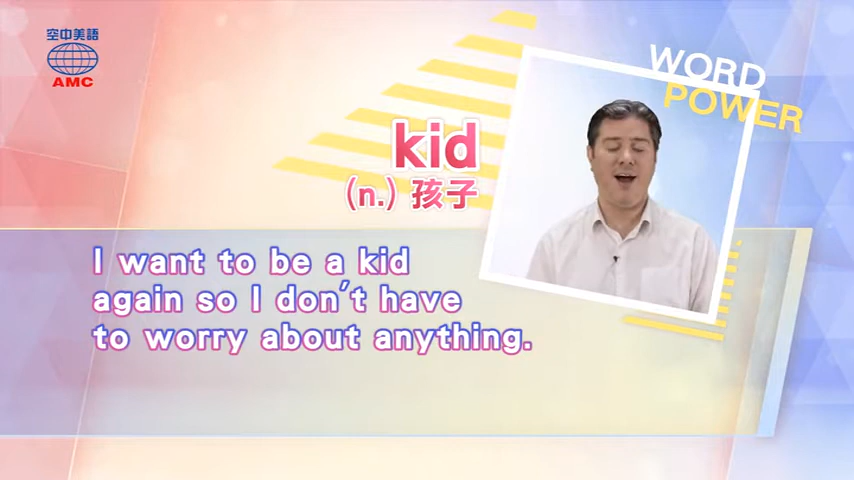 空中美語
AMC
WORD
POWER
kid
(n.) 孩子
I want to be a kid
again so I don't have
to worry about anything.